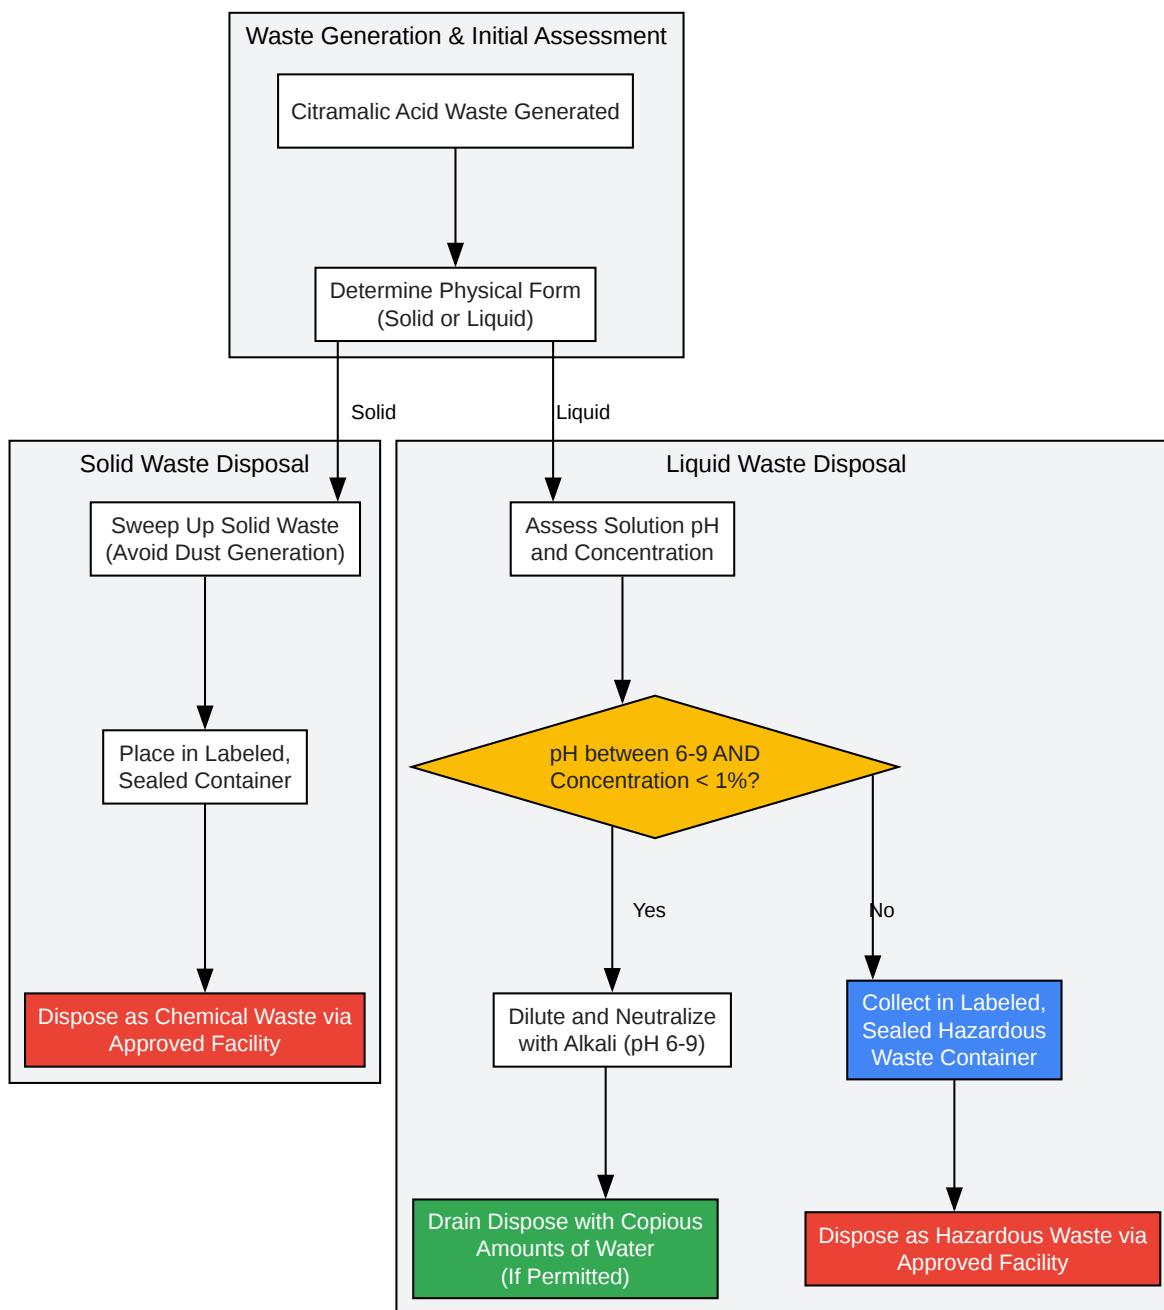 Waste Generation & Initial Assessment
Citramalic Acid Waste Generated
Determine Physical Form
(Solid or Liquid)
Solid
Liquid
Solid Waste Disposal
Sweep Up Solid Waste
(Avoid Dust Generation)
Place in Labeled,
Sealed Container
Dispose as Chemical Waste via
Approved Facility
Liquid Waste Disposal
Assess Solution pH
and Concentration
pH between 6-9 AND
Concentration < 1%?
Yes
No
Dilute and Neutralize
with Alkali (pH 6-9)
Collect in Labeled,
Sealed Hazardous
Waste Container
Drain Dispose with Copious
Amounts of Water
(If Permitted)
Dispose as Hazardous Waste via
Approved Facility